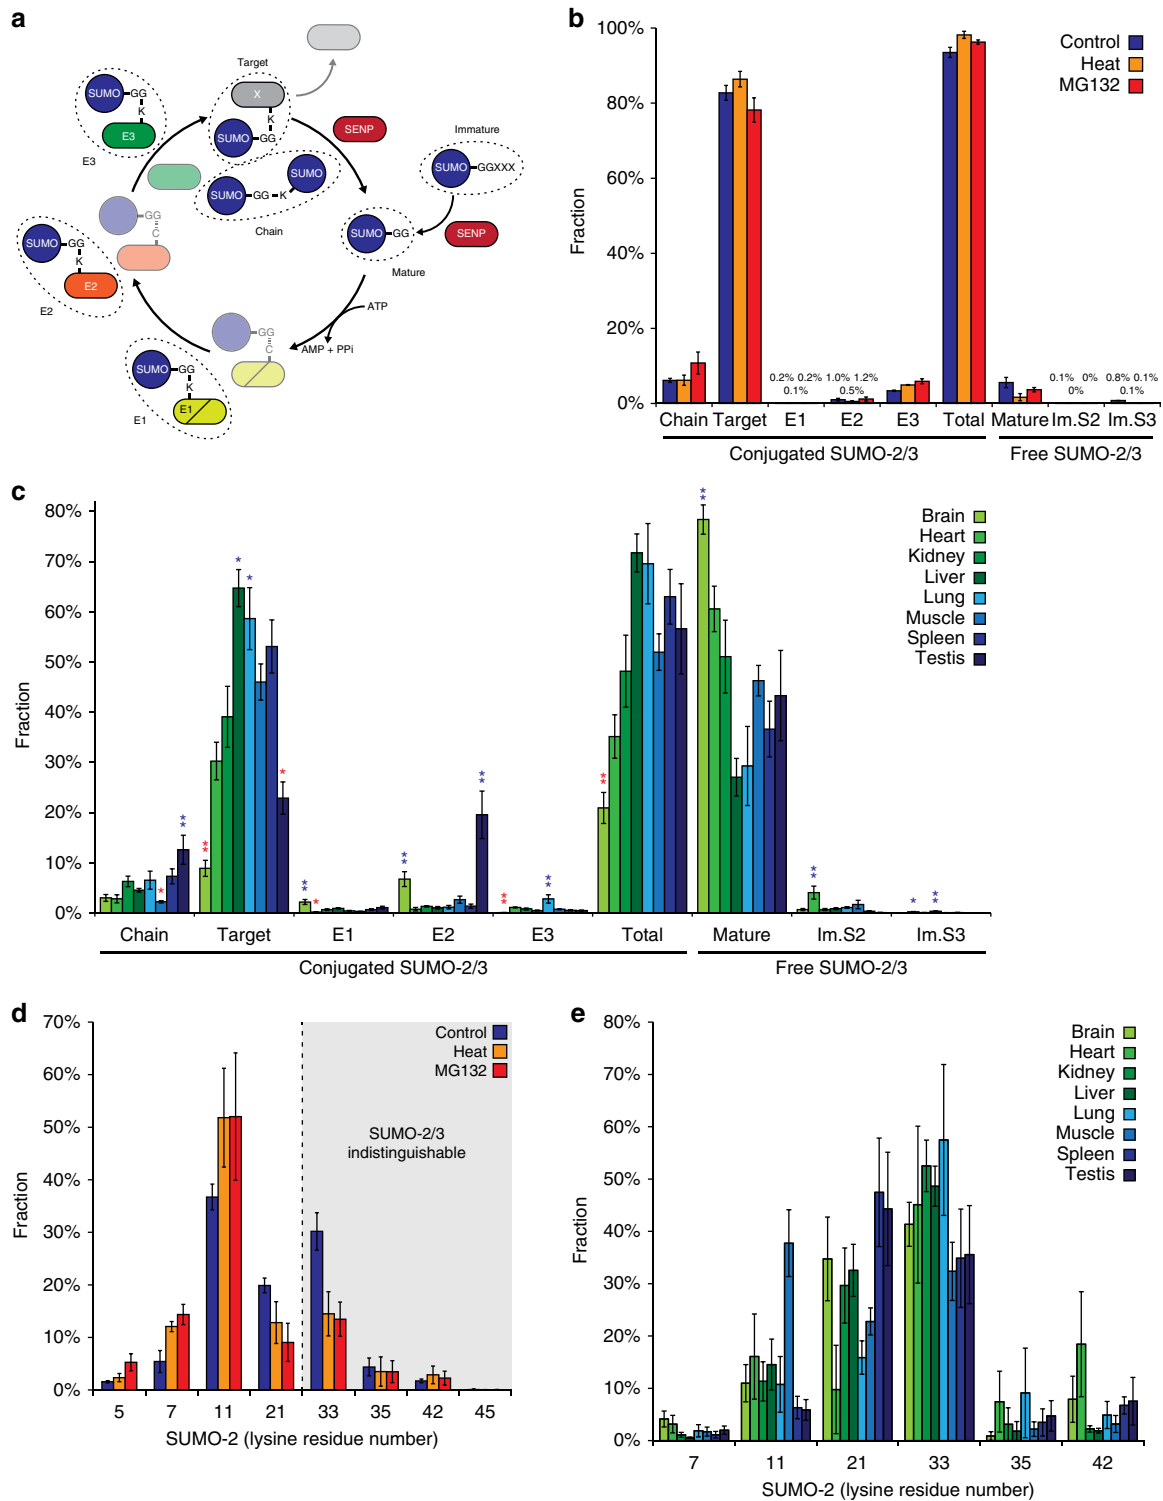 a
Target
X
K
SUMO
GG
SUMO
GG
K
E3
E3
SENP
Immature
SUMO
GGXXX
SUMO
SUMO
GG
K
Chain
GG
C
SUMO
GG
K
E2
E2
SUMO
GG
Mature
SENP
ATP
AMP + PPi
GG
C
SUMO
GG
K
E1
E1
b
100%
80%
60%
40%
20%
0%
Fraction
Control
Heat
MG132
0.2% 0.2% 1.0% 1.2%
0.1% 0.5%
0.1% 0% 0.8% 0.1%
0% 0.1%
Chain Target E1 E2 E3 Total Mature Im.S2 Im.S3
Conjugated SUMO-2/3 Free SUMO-2/3
c
80%
70%
60%
50%
40%
30%
20%
10%
0%
Fraction
Brain
Heart
Kidney
Liver
Lung
Muscle
Spleen
Testis
Chain Target E1 E2 E3 Total Mature Im.S2 Im.S3
Conjugated SUMO-2/3 Free SUMO-2/3
d
70%
60%
50%
40%
30%
20%
10%
0%
Fraction
Control
Heat
MG132
SUMO-2/3
indistinguishable
5 7 11 21 33 35 42 45
SUMO-2 (lysine residue number)
e
80%
70%
60%
50%
40%
30%
20%
10%
0%
Fraction
Brain
Heart
Kidney
Liver
Lung
Muscle
Spleen
Testis
7 11 21 33 35 42
SUMO-2 (lysine residue number)